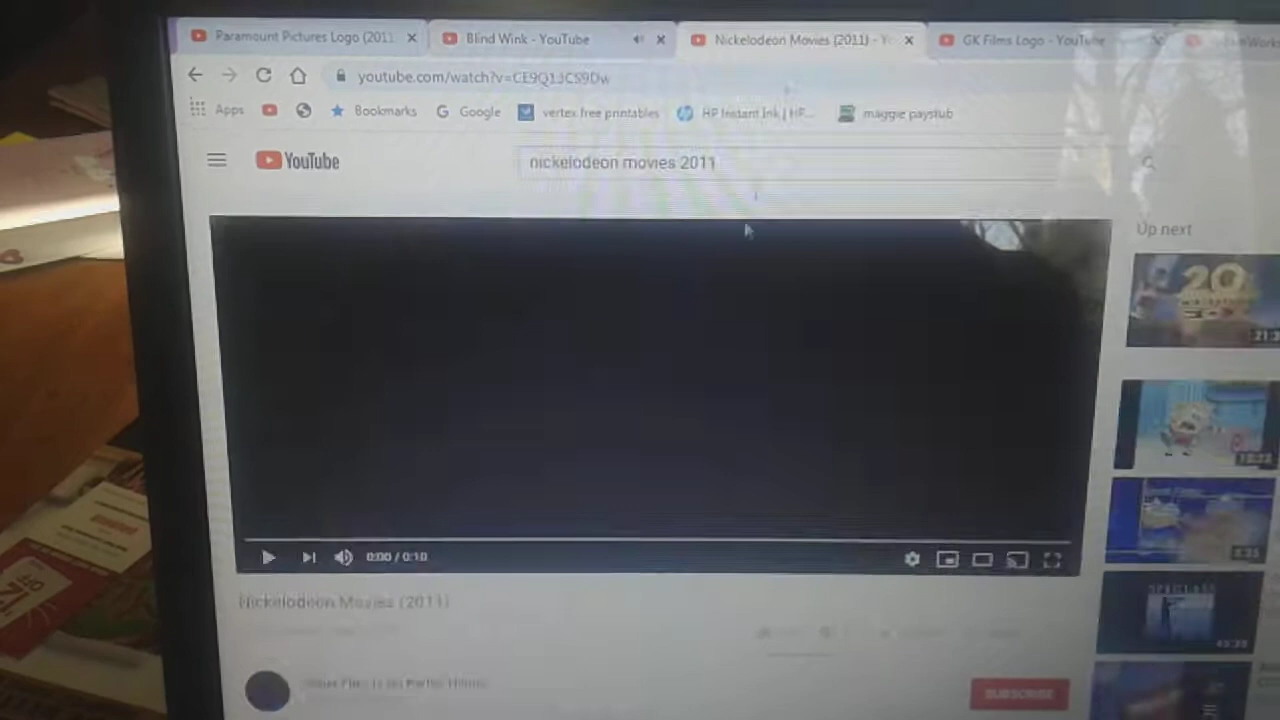 Paramount Pictures Logo (2011
Blind Wink - YouTube
Nickelodeon Movies (2011) - Y
GK Films Logo - YouTube
youtube.com/watch?v=CE9Q13CS9Dw
Apps
Bookmarks
Google
vertex free printables
HP Instant Ink | HP...
maggie paystub
YouTube
nickelodeon movies 2011
Up next
20
0:00 / 0:10
Nickelodeon Movies (2011)
SUBSCRIBE